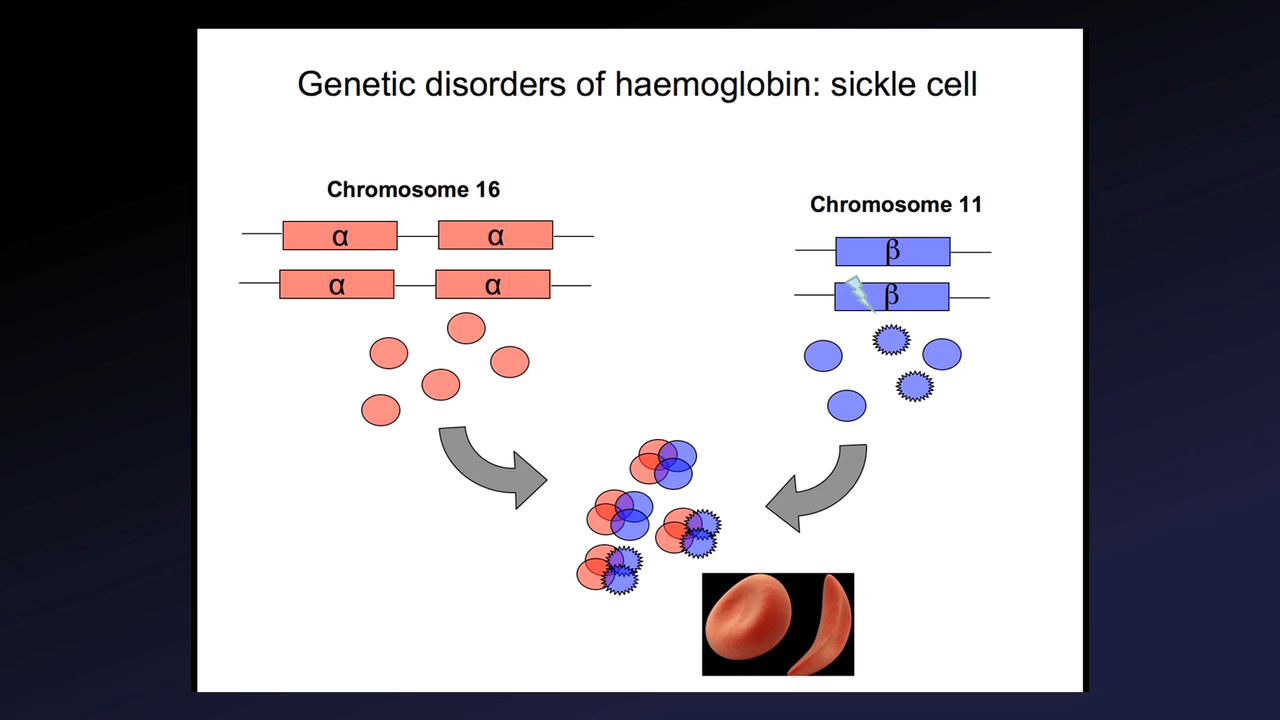 Genetic disorders of haemoglobin: sickle cell
Chromosome 16
α α
α α
Chromosome 11
β
β